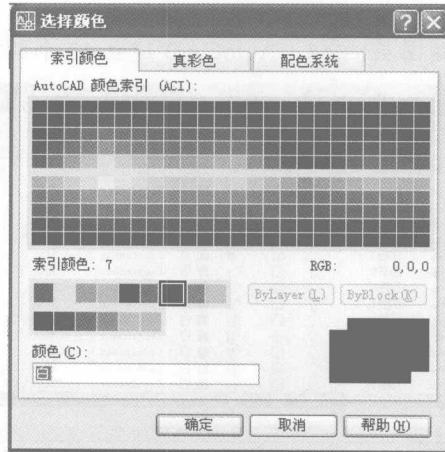 选择颜色
索引颜色 真彩色 配色系统
AutoCAD 颜色索引 (ACI):
索引颜色: 7 RGB: 0,0,0
ByLayer(L) ByBlock(K)
颜色(C):
白
确定 取消 帮助(H)